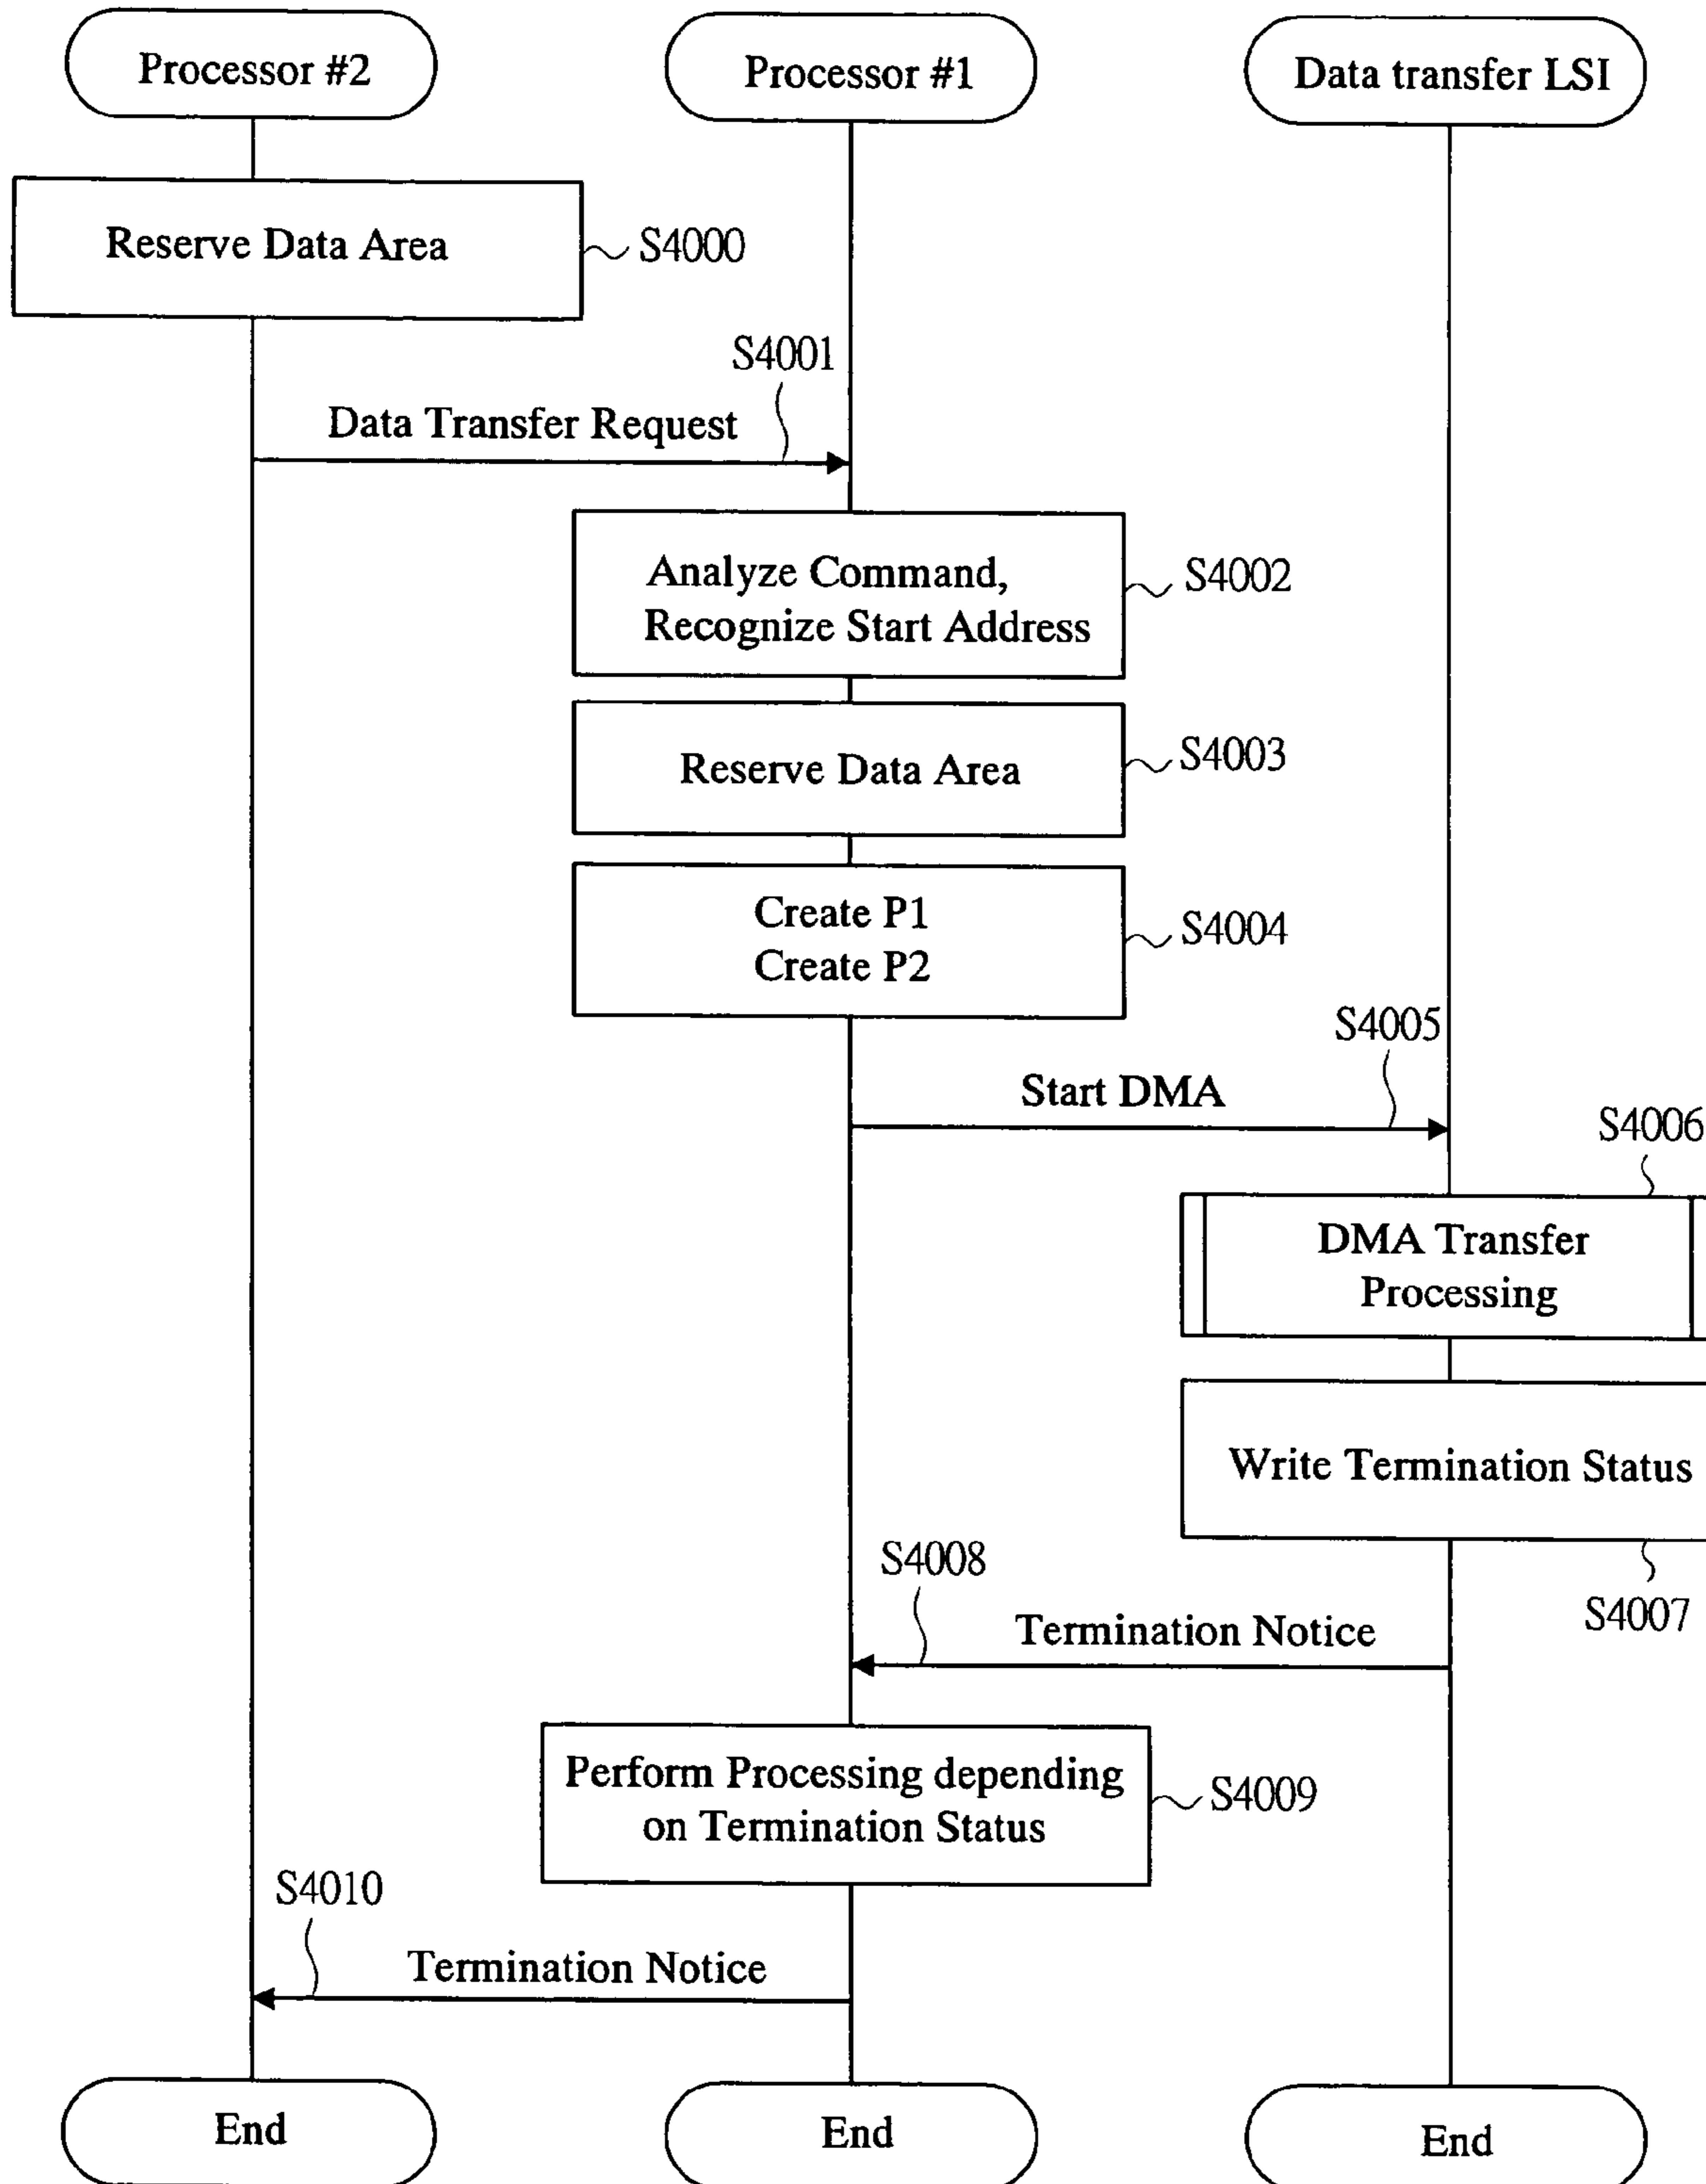 Processor #2
Processor #1
Data transfer LSI
Reserve Data Area
S4000
S4001
Data Transfer Request
Analyze Command,
Recognize Start Address
S4002
Reserve Data Area
S4003
Create P1
Create P2
S4004
S4005
Start DMA
S4006
DMA Transfer
Processing
Write Termination Status
S4007
S4008
Termination Notice
Perform Processing depending
on Termination Status
S4009
S4010
Termination Notice
End
End
End